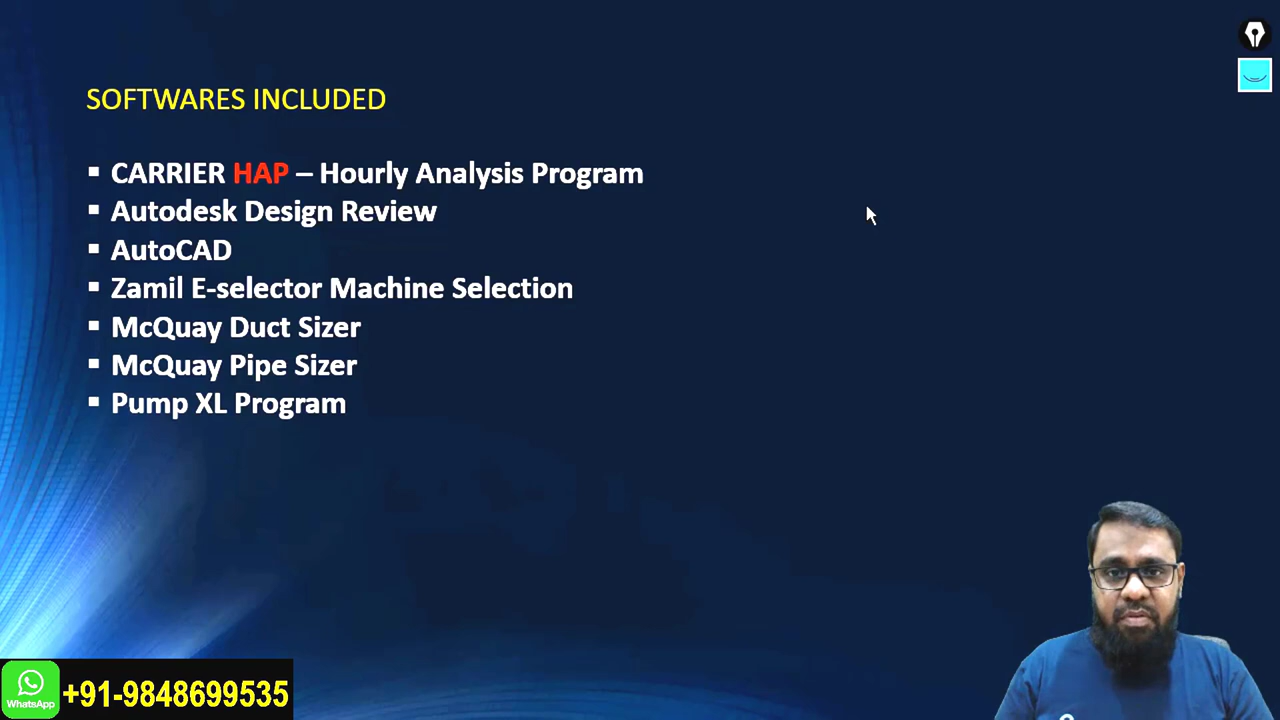 SOFTWARES INCLUDED
▪ CARRIER HAP – Hourly Analysis Program
▪ Autodesk Design Review
▪ AutoCAD
▪ Zamil E-selector Machine Selection
▪ McQuay Duct Sizer
▪ McQuay Pipe Sizer
▪ Pump XL Program
WhatsApp
+91-9848699535